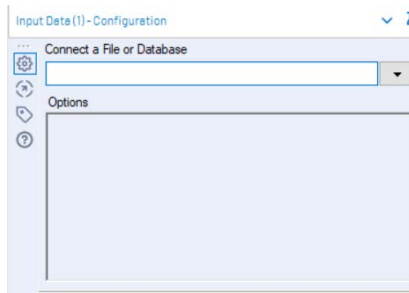 Input Data (1) - Configuration
Connect a File or Database
Options